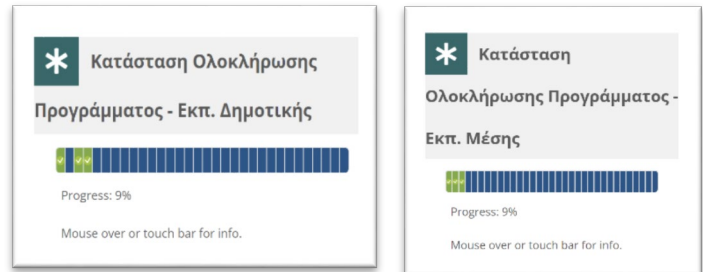 Κατάσταση Ολοκλήρωσης
Προγράμματος - Εκπ. Δημοτικής
Progress: 9%
Mouse over or touch bar for info.
Κατάσταση
Ολοκλήρωσης Προγράμματος -
Εκπ. Μέσης
Progress: 9%
Mouse over or touch bar for info.